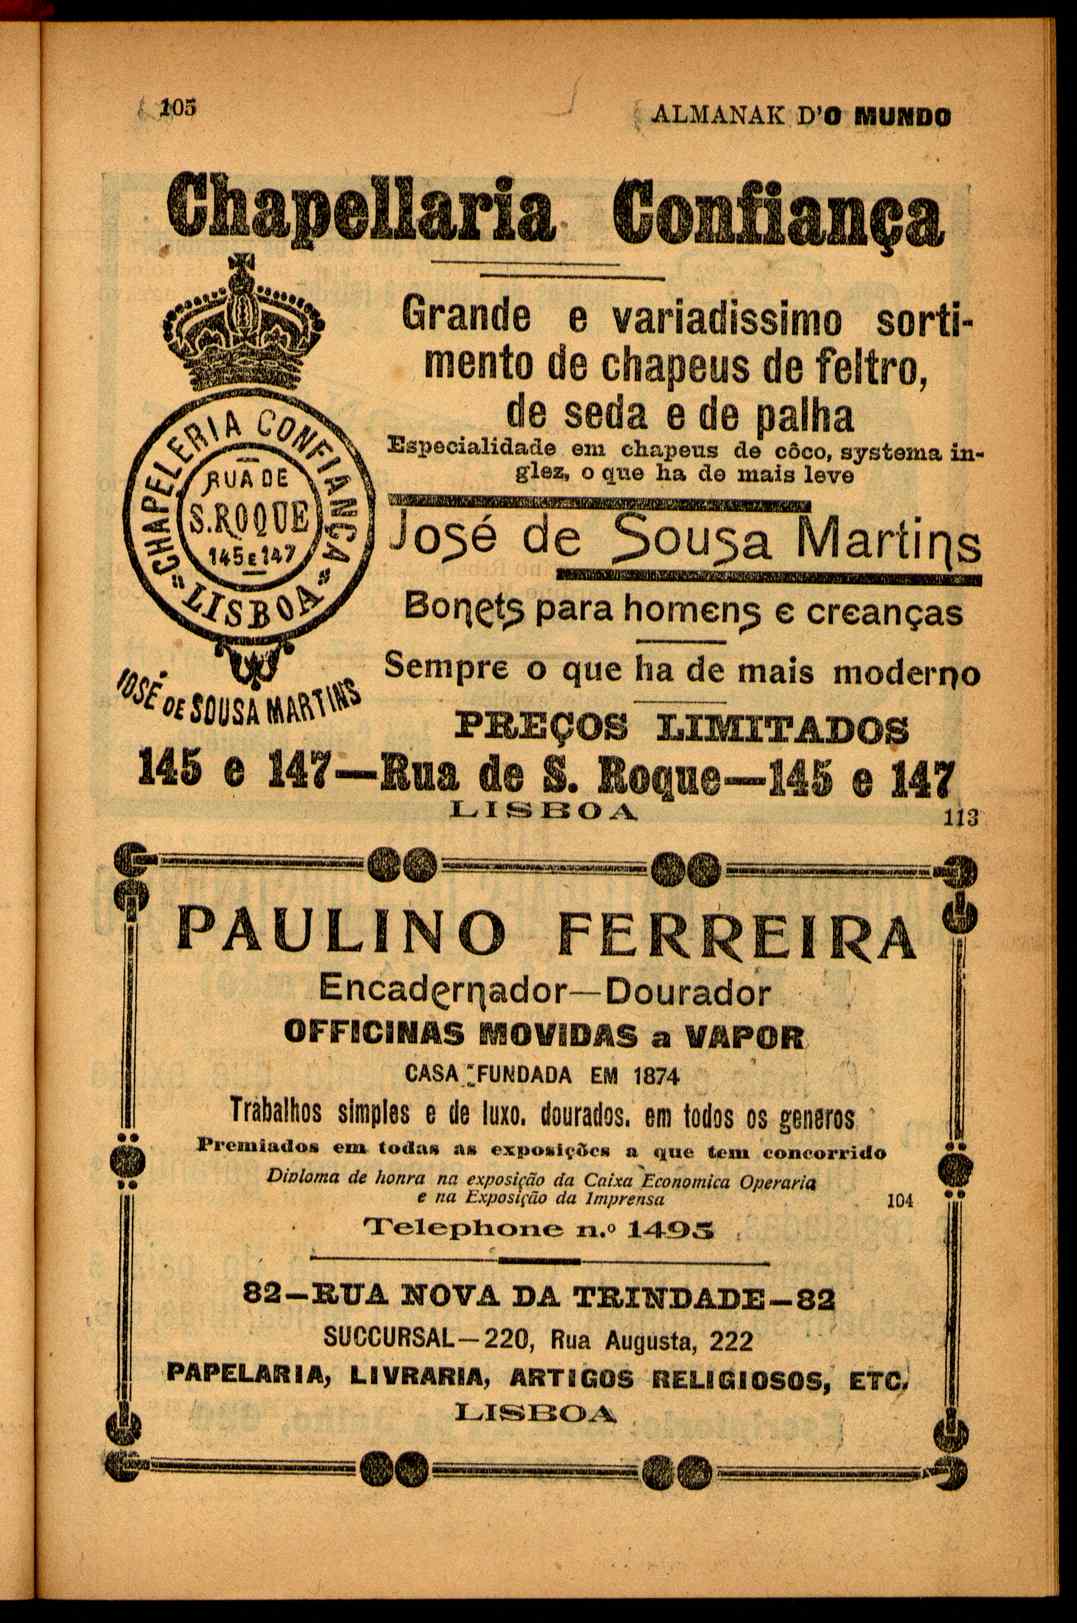 105
ALMANAK D'O MUNDO
Chapellaria Confiança
CHAPELERIA CONFIANÇA
RUA DE
S. ROQUE
145 E 147
LISBOA
JOSÉ DE SOUSA MARTINS
Grande e variadissimo sorti-
mento de chapeus de feltro,
de seda e de palha
Especialidade em chapeus de côco, systema in-
glez, o que ha de mais leve
José de Sousa Martins
Bonets para homens e creanças
Sempre o que ha de mais moderno
PREÇOS LIMITADOS
145 e 147—Rua de S. Roque—145 e 147
LISBOA
113
PAULINO FERREIRA
Encadernador—Dourador
OFFICINAS MOVIDAS a VAPOR
CASA FUNDADA EM 1874
Trabalhos simples e de luxo, dourados, em todos os generos
Premiados em todas as exposições a que tem concorrido
Diploma de honra na exposição da Caixa Economica Operaria
e na Exposição da Imprensa
104
Telephone n.º 1495
82—RUA NOVA DA TRINDADE—82
SUCCURSAL—220, Rua Augusta, 222
PAPELARIA, LIVRARIA, ARTIGOS RELIGIOSOS, ETC.
LISBOA